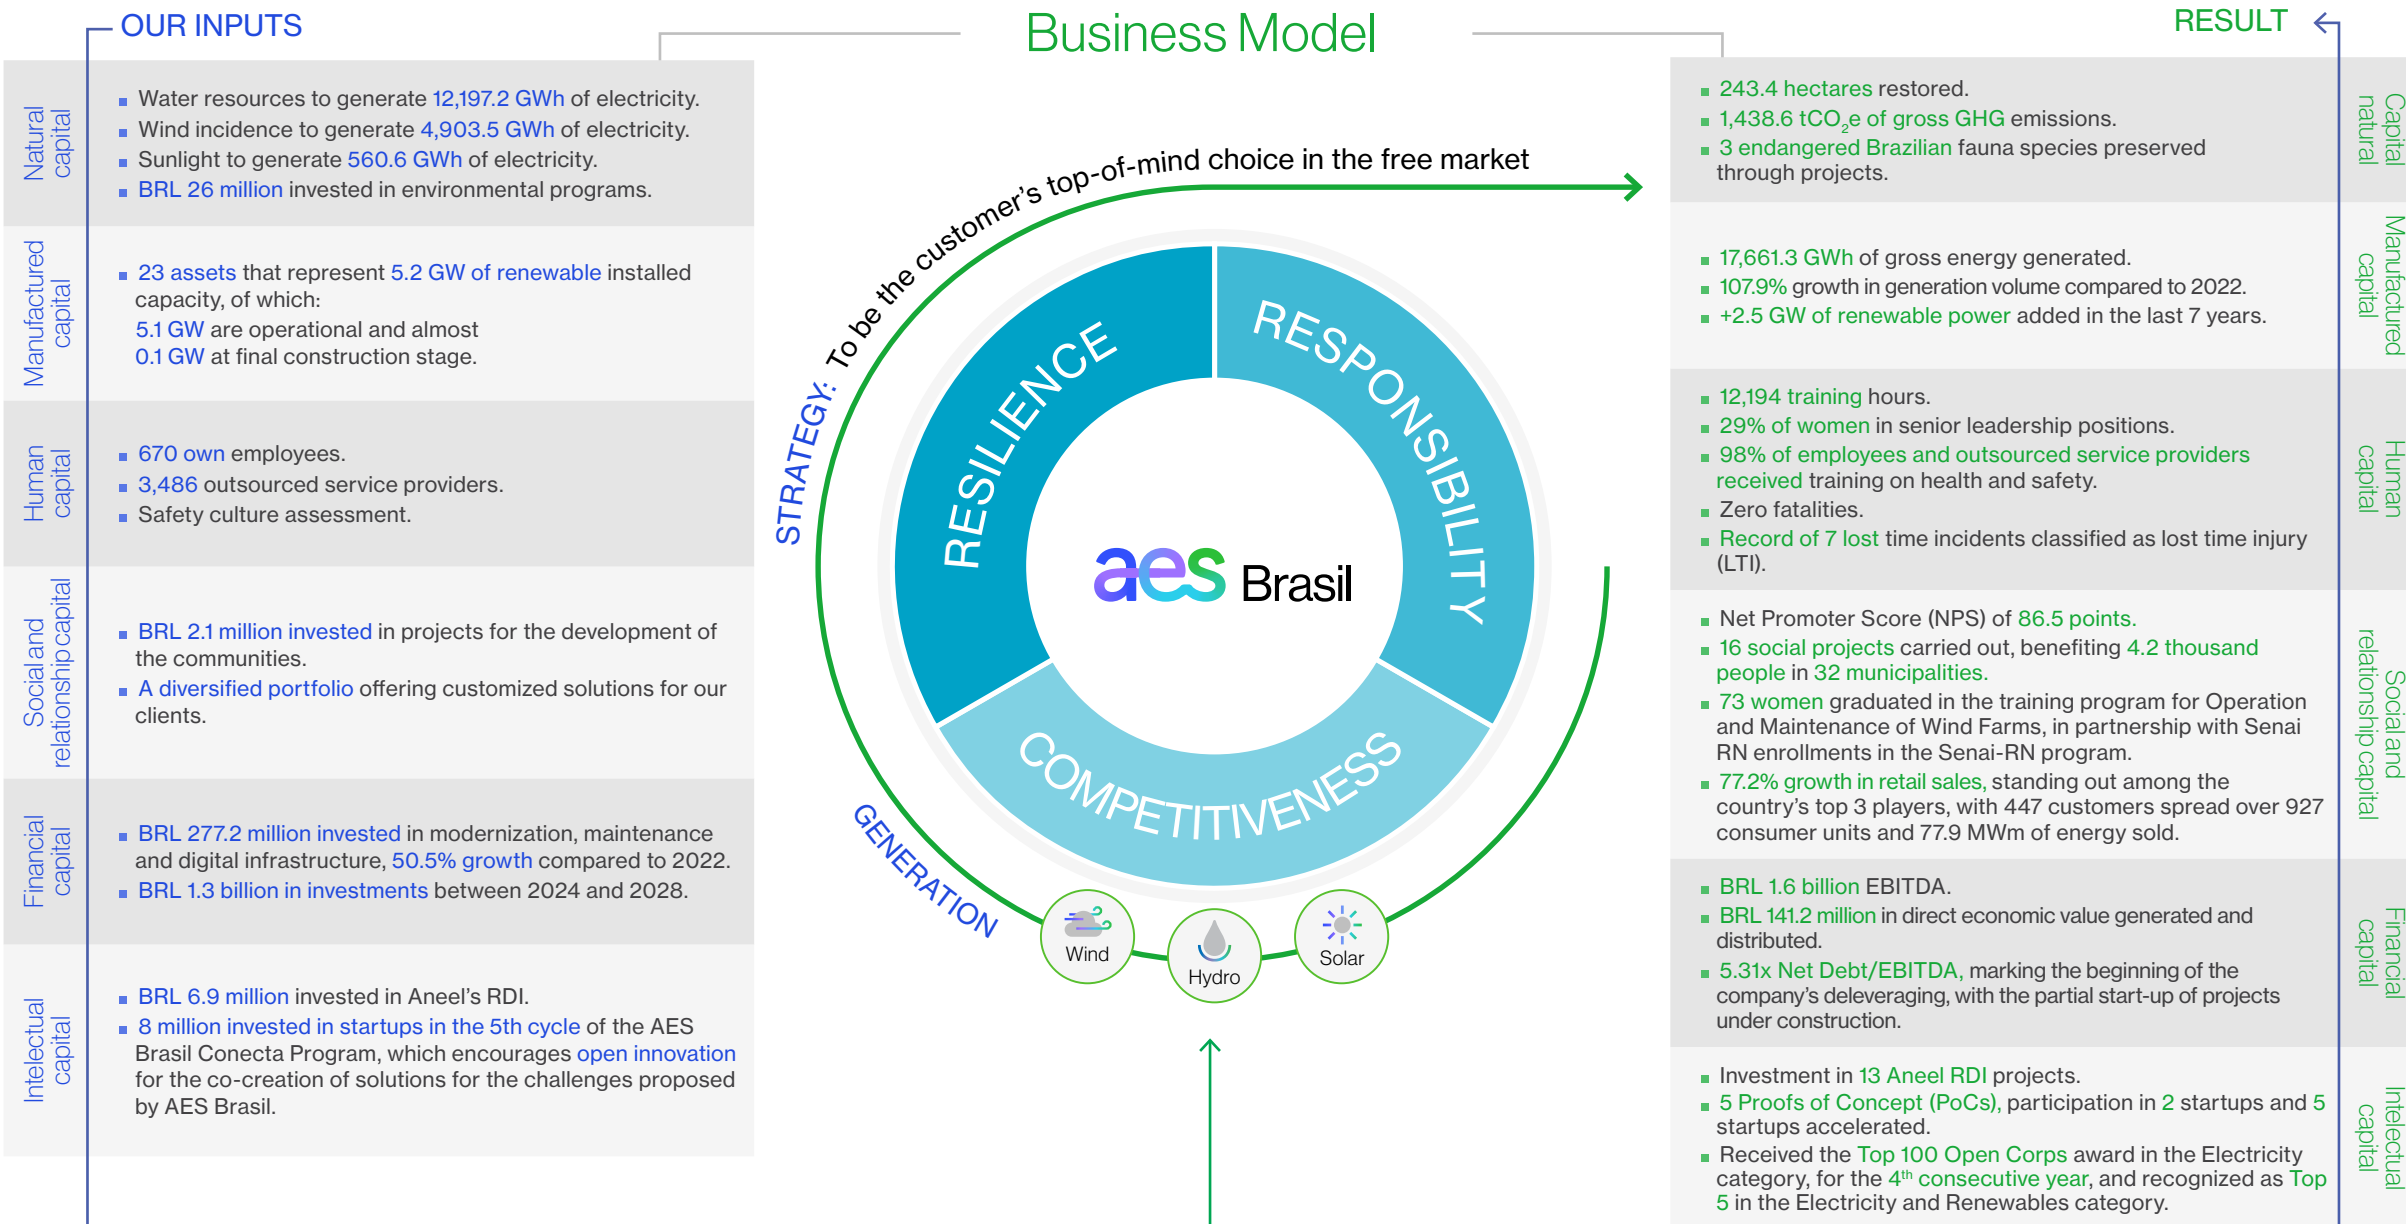 OUR INPUTS
Business Model
RESULT
Natural
capital
Water resources to generate 12,197.2 GWh of electricity.
Wind incidence to generate 4,903.5 GWh of electricity.
Sunlight to generate 560.6 GWh of electricity.
BRL 26 million invested in environmental programs.
Manufactured
capital
23 assets that represent 5.2 GW of renewable installed
capacity, of which:
5.1 GW are operational and almost
0.1 GW at final construction stage.
Human
capital
670 own employees.
3,486 outsourced service providers.
Safety culture assessment.
Social and
relationship capital
BRL 2.1 million invested in projects for the development of
the communities.
A diversified portfolio offering customized solutions for our
clients.
Financial
capital
BRL 277.2 million invested in modernization, maintenance
and digital infrastructure, 50.5% growth compared to 2022.
BRL 1.3 billion in investments between 2024 and 2028.
Intelectual
capital
BRL 6.9 million invested in Aneel's RDI.
8 million invested in startups in the 5th cycle of the AES
Brasil Conecta Program, which encourages open innovation
for the co-creation of solutions for the challenges proposed
by AES Brasil.
STRATEGY: To be the customer's top-of-mind choice in the free market
RESILIENCE
RESPONSIBILITY
COMPETITIVENESS
aes Brasil
GENERATION
Wind
Hydro
Solar
243.4 hectares restored.
1,438.6 tCO₂e of gross GHG emissions.
3 endangered Brazilian fauna species preserved
through projects.
Capital
natural
17,661.3 GWh of gross energy generated.
107.9% growth in generation volume compared to 2022.
+2.5 GW of renewable power added in the last 7 years.
Manufactured
capital
12,194 training hours.
29% of women in senior leadership positions.
98% of employees and outsourced service providers
received training on health and safety.
Zero fatalities.
Record of 7 lost time incidents classified as lost time injury
(LTI).
Human
capital
Net Promoter Score (NPS) of 86.5 points.
16 social projects carried out, benefiting 4.2 thousand
people in 32 municipalities.
73 women graduated in the training program for Operation
and Maintenance of Wind Farms, in partnership with Senai
RN enrollments in the Senai-RN program.
77.2% growth in retail sales, standing out among the
country's top 3 players, with 447 customers spread over 927
consumer units and 77.9 MWm of energy sold.
Social and
relationship capital
BRL 1.6 billion EBITDA.
BRL 141.2 million in direct economic value generated and
distributed.
5.31x Net Debt/EBITDA, marking the beginning of the
company's deleveraging, with the partial start-up of projects
under construction.
Financial
capital
Investment in 13 Aneel RDI projects.
5 Proofs of Concept (PoCs), participation in 2 startups and 5
startups accelerated.
Received the Top 100 Open Corps award in the Electricity
category, for the 4th consecutive year, and recognized as Top
5 in the Electricity and Renewables category.
Intelectual
capital